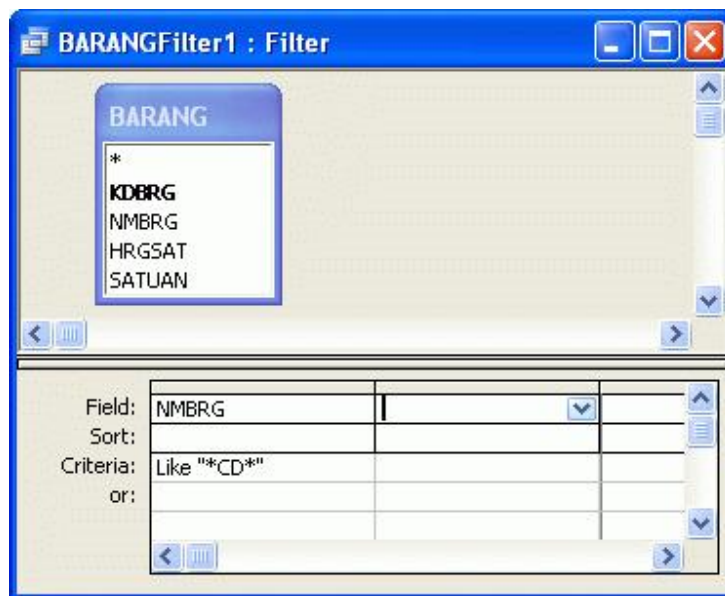 BARANGFilter1 : Filter
BARANG
*
KDBRG
NMBRG
HRGSAT
SATUAN
Field: NMBRG
Sort:
Criteria: Like "*CD*"
or: